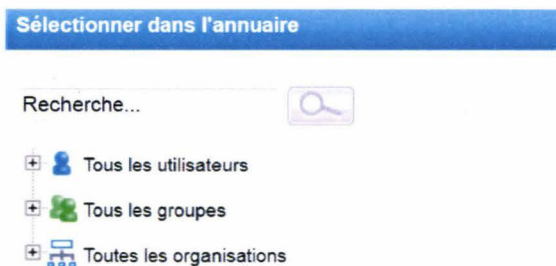 Sélectionner dans l'annuaire
Recherche...
Tous les utilisateurs
Tous les groupes
Toutes les organisations